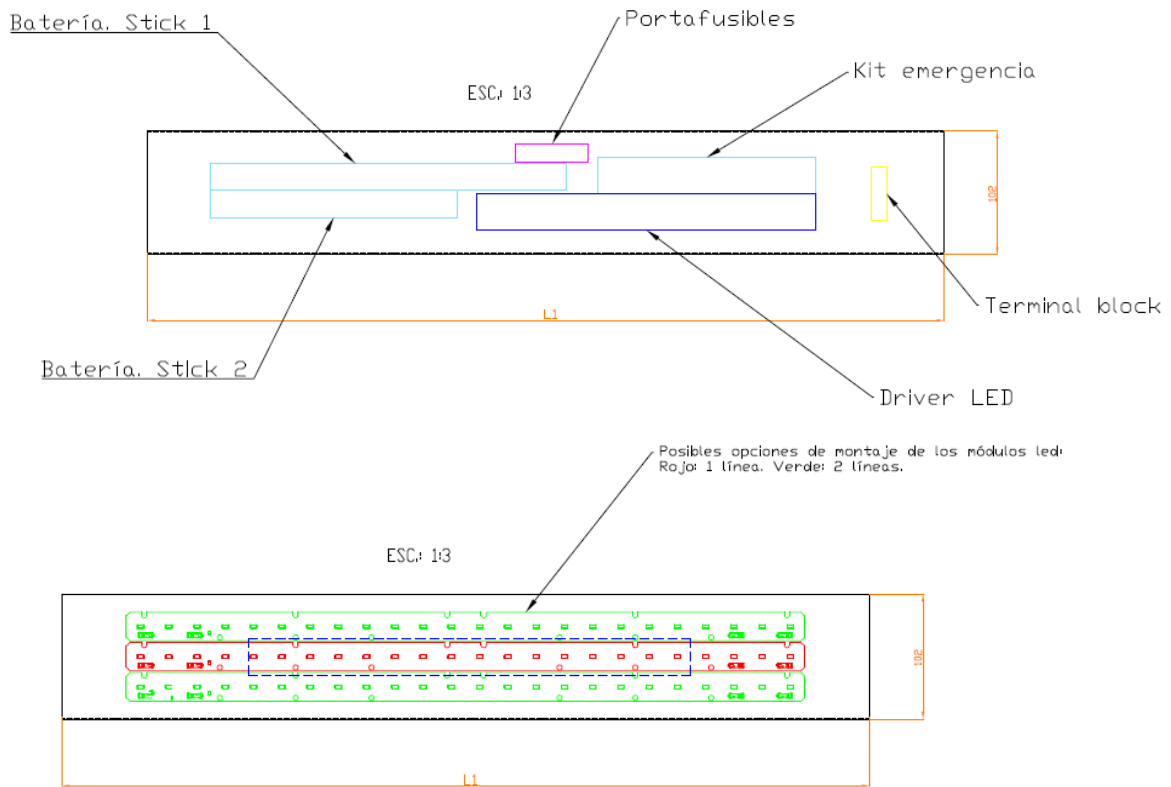 Batería. Stick 1
Portafusibles
Kit emergencia
ESC.: 1:3
102
L1
Terminal block
Batería. Stick 2
Driver LED
Posibles opciones de montaje de los módulos led:
Rojo: 1 línea. Verde: 2 líneas.
ESC.: 1:3
102
L1